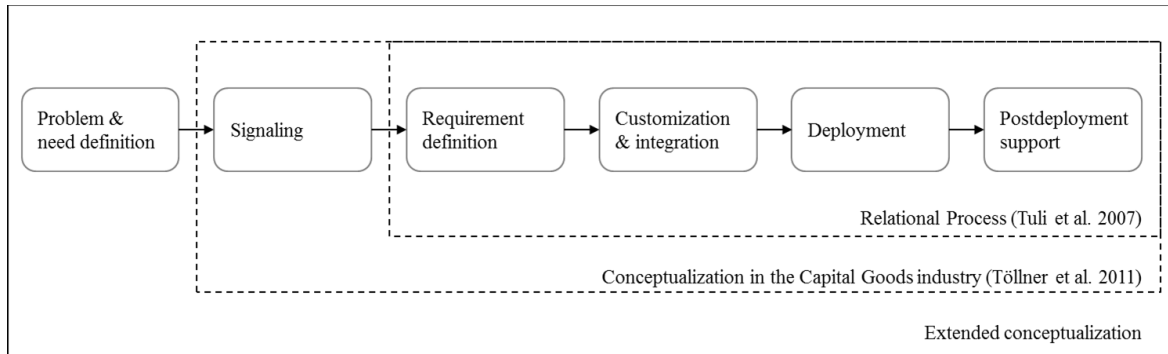 Problem &
need definition
Signaling
Requirement
definition
Customization
& integration
Deployment
Postdeployment
support
Relational Process (Tuli et al. 2007)
Conceptualization in the Capital Goods industry (Töllner et al. 2011)
Extended conceptualization